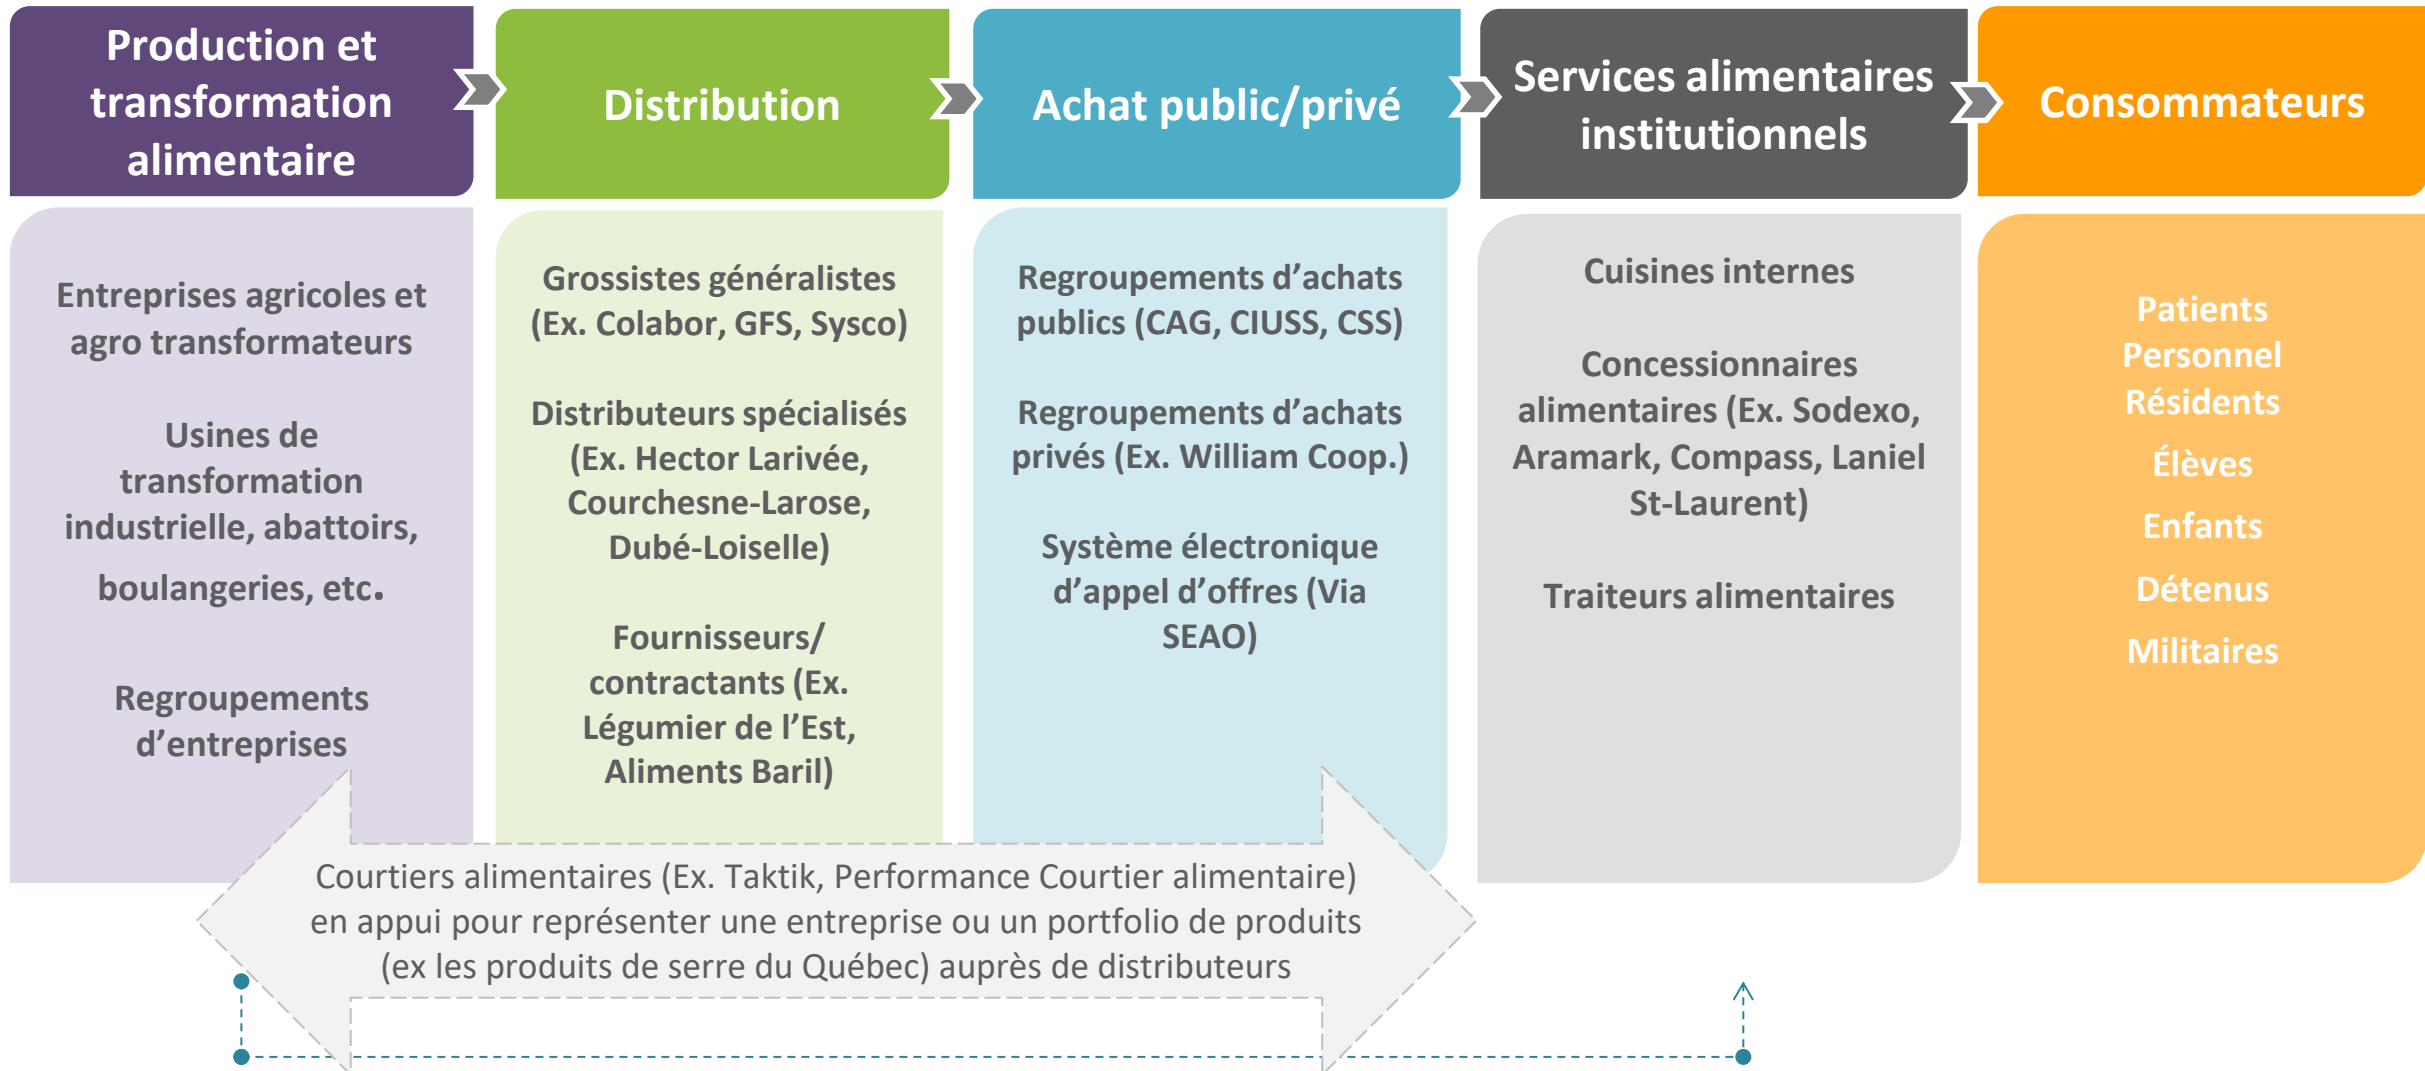 Production et
transformation
alimentaire
Distribution
Achat public/privé
Services alimentaires
institutionnels
Consommateurs
Entreprises agricoles et
agro transformateurs
Usines de
transformation
industrielle, abattoirs,
boulangeries, etc.
Regroupements
d’entreprises
Grossistes généralistes
(Ex. Colabor, GFS, Sysco)
Distributeurs spécialisés
(Ex. Hector Larivée,
Courchesne-Larose,
Dubé-Loiselle)
Fournisseurs/
contractants (Ex.
Légumier de l’Est,
Aliments Baril)
Regroupements d’achats
publics (CAG, CIUSS, CSS)
Regroupements d’achats
privés (Ex. William Coop.)
Système électronique
d’appel d’offres (Via
SEAO)
Cuisines internes
Concessionnaires
alimentaires (Ex. Sodexo,
Aramark, Compass, Laniel
St-Laurent)
Traiteurs alimentaires
Patients
Personnel
Résidents
Élèves
Enfants
Détenus
Militaires
Courtiers alimentaires (Ex. Taktik, Performance Courtier alimentaire)
en appui pour représenter une entreprise ou un portfolio de produits
(ex les produits de serre du Québec) auprès de distributeurs